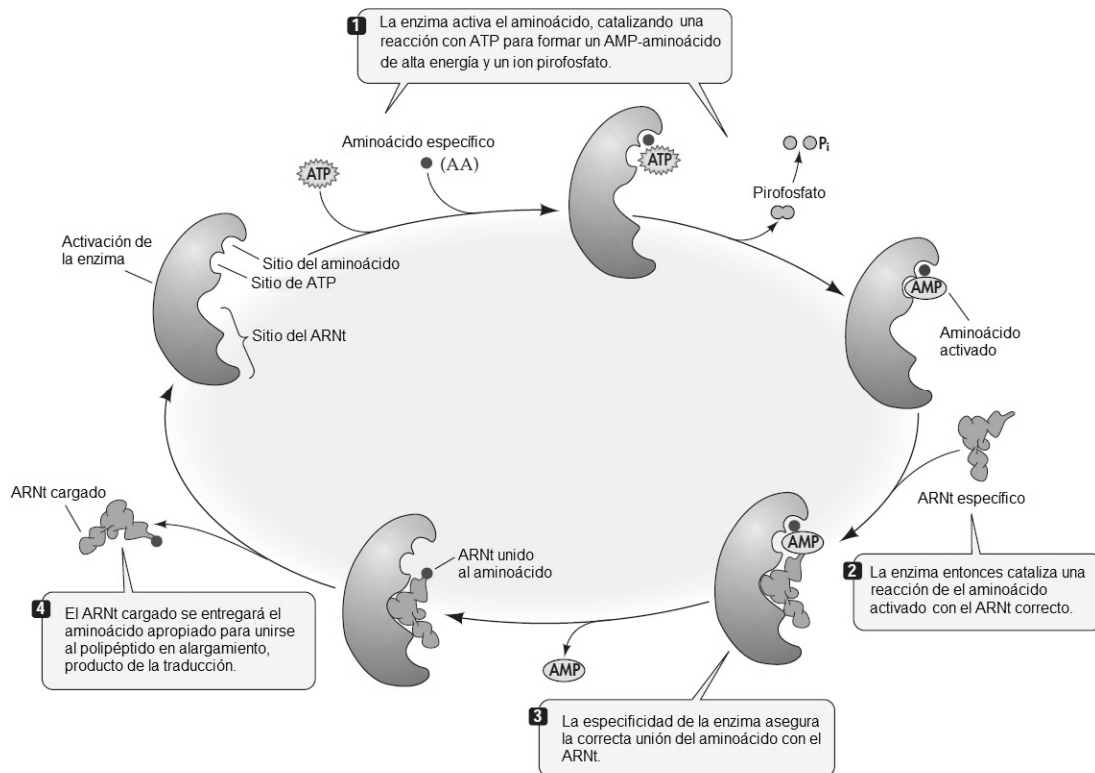 1 La enzima activa el aminoácido, catalizando una
reacción con ATP para formar un AMP-aminoácido
de alta energía y un ion pirofosfato.
Aminoácido específico
(AA)
ATP
ATP
Pi
Pirofosfato
Activación de
la enzima
Sitio del aminoácido
Sitio de ATP
Sitio del ARNt
AMP
Aminoácido
activado
ARNt específico
2 La enzima entonces cataliza una
reacción de el aminoácido
activado con el ARNt correcto.
AMP
3 La especificidad de la enzima asegura
la correcta unión del aminoácido con el
ARNt.
AMP
ARNt unido
al aminoácido
ARNt cargado
4 El ARNt cargado se entregará el
aminoácido apropiado para unirse
al polipéptido en alargamiento,
producto de la traducción.